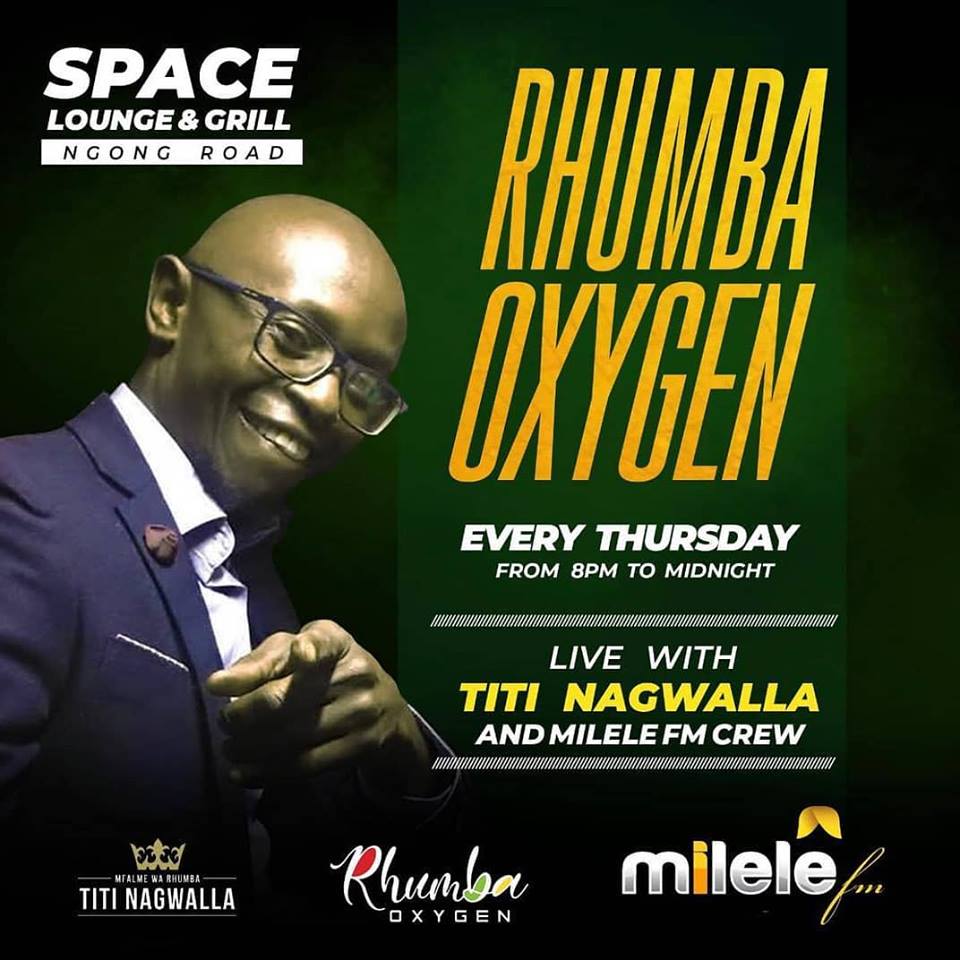 SPACE
LOUNGE & GRILL
NGONG ROAD
RHUMBA
OXYGEN
EVERY THURSDAY
FROM 8PM TO MIDNIGHT
LIVE WITH
TITI NAGWALLA
AND MILELE FM CREW
MFALME WA RHUMBA
TITI NAGWALLA
Rhumba
OXYGEN
milele fm